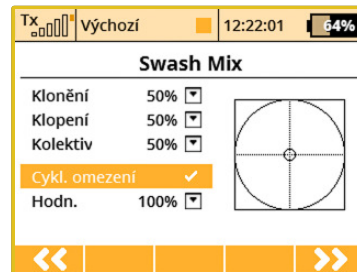 Tx Výchozí 12:22:01 64%
Swash Mix
Klonění 50%
Klopení 50%
Kolektiv 50%
Cykl. omezení
Hodn. 100%